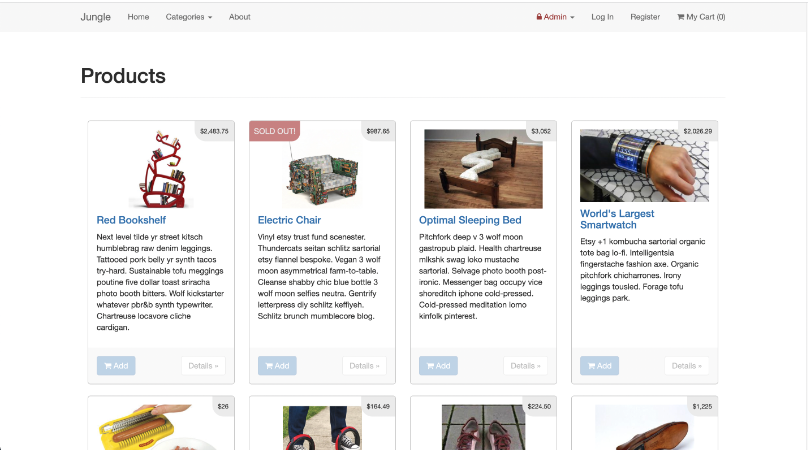 Jungle Home Categories About Admin Log In Register My Cart (0)
Products
$2,483.75
Red Bookshelf
Next level tilde yr street kitsch
humblebrag raw denim leggings.
Tattooed pork belly yr synth tacos
try-hard. Sustainable tofu meggings
poutine five dollar toast sriracha
photo booth bitters. Wolf kickstarter
whatever pbr&b synth typewriter.
Chartreuse locavore cliche
cardigan.
Add Details »
SOLD OUT! $987.65
Electric Chair
Vinyl etsy trust fund scenester.
Thundercats seitan schlitz sartorial
etsy flannel bespoke. Vegan 3 wolf
moon asymmetrical farm-to-table.
Cleanse shabby chic blue bottle 3
wolf moon selfies neutra. Gentrify
letterpress diy schlitz keffiyeh.
Schlitz brunch mumblecore blog.
Add Details »
$3,052
Optimal Sleeping Bed
Pitchfork deep v 3 wolf moon
gastropub plaid. Health chartreuse
mlkshk swag loko mustache
sartorial. Selvage photo booth post-
ironic. Messenger bag occupy vice
shoreditch iphone cold-pressed.
Cold-pressed meditation lomo
kinfolk pinterest.
Add Details »
$2,026.29
World's Largest
Smartwatch
Etsy +1 kombucha sartorial organic
tote bag lo-fi. Intelligentsia
fingerstache fashion axe. Organic
pitchfork chicharrones. Irony
leggings tousled. Forage tofu
leggings park.
Add Details »
$26
$164.49
$224.50
$1,225